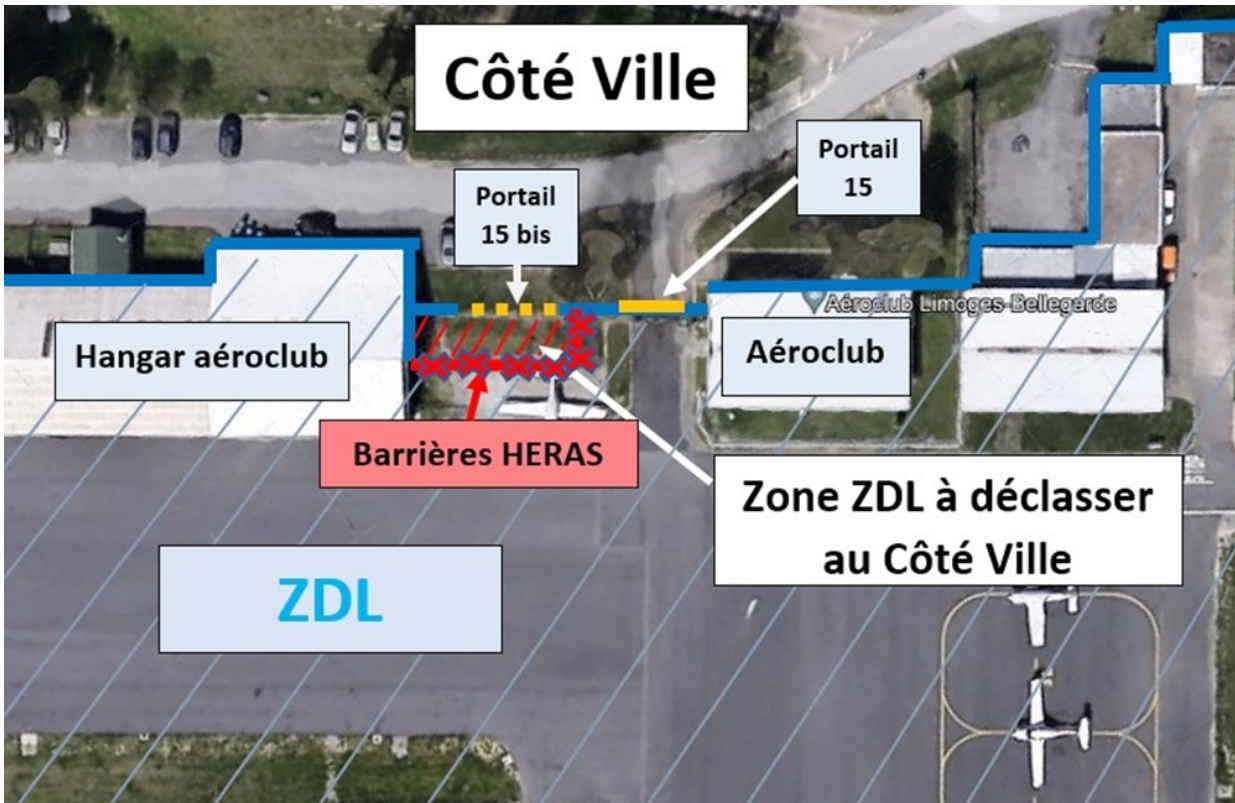 Côté Ville
Portail
15
Portail
15 bis
Aéroclub Limoges-Bellegarde
Hangar aéroclub
Aéroclub
Barrières HERAS
Zone ZDL à déclasser
au Côté Ville
ZDL